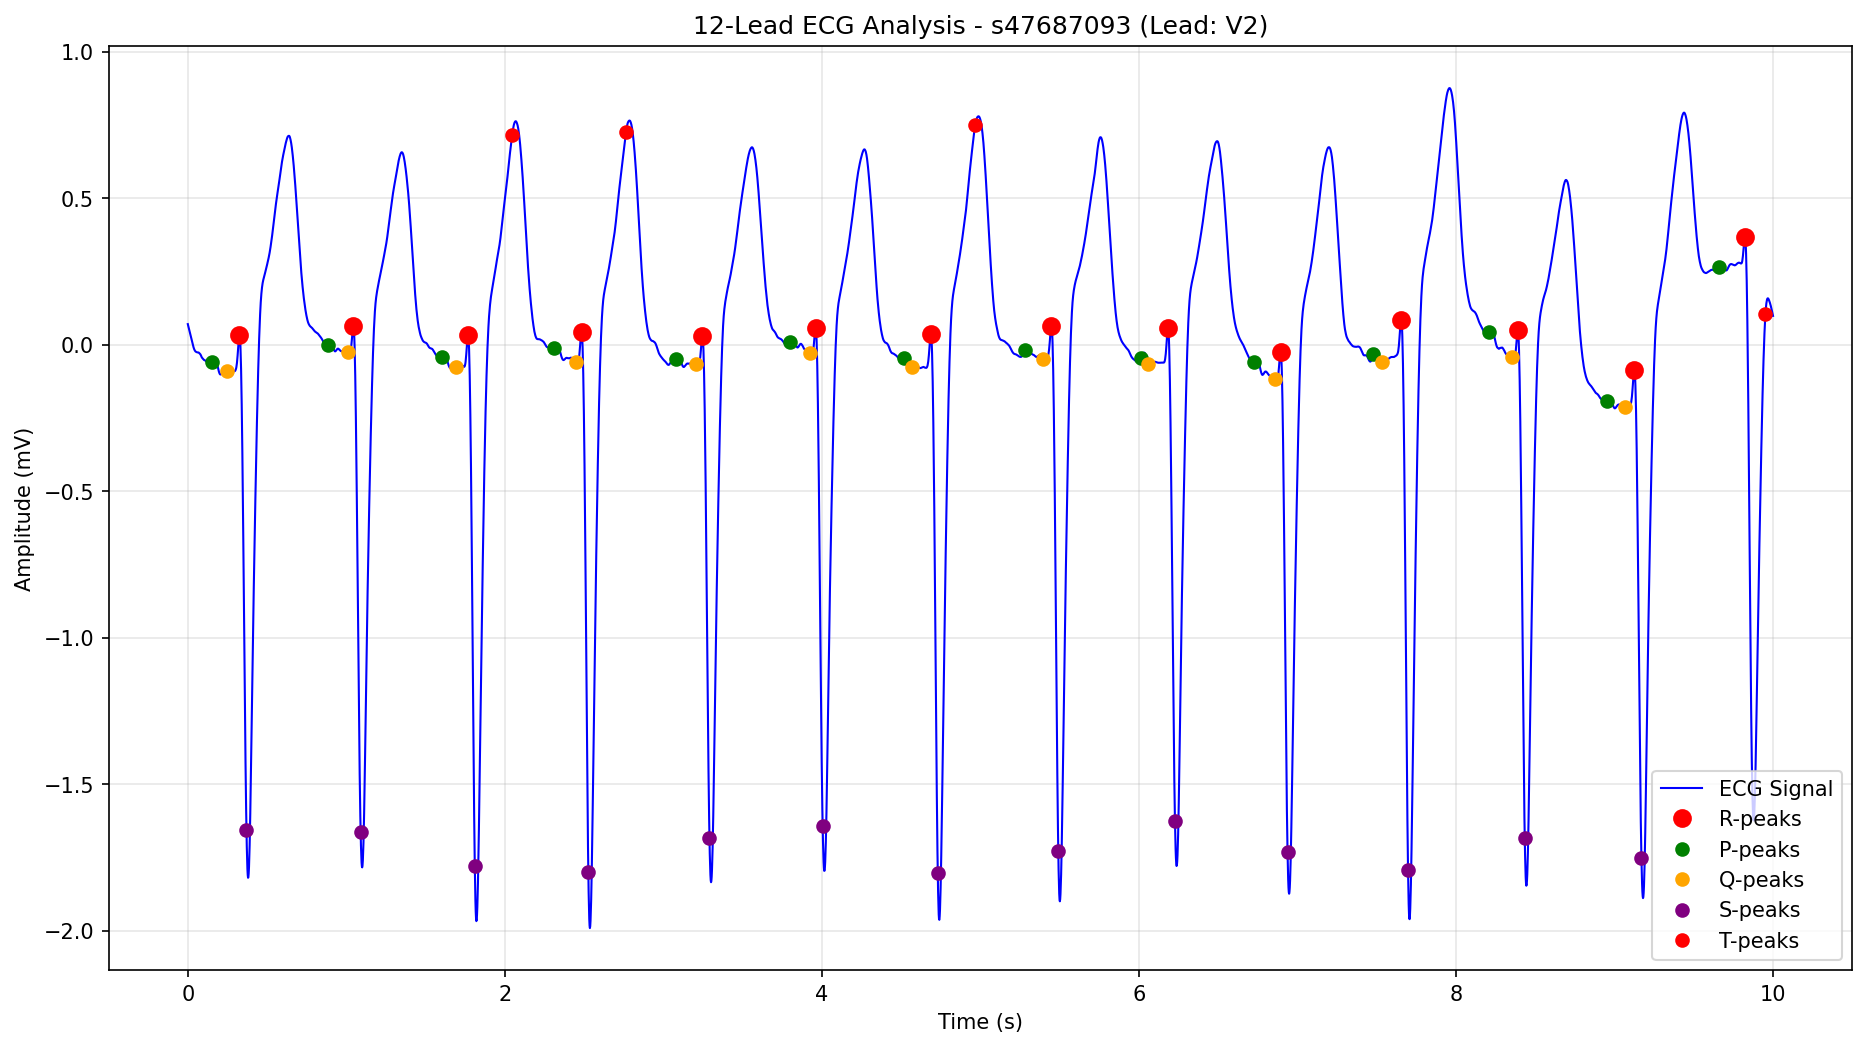 12-Lead ECG Analysis - s47687093 (Lead: V2)
1.0
0.5
0.0
−0.5
−1.0
−1.5
−2.0
Amplitude (mV)
ECG Signal
R-peaks
P-peaks
Q-peaks
S-peaks
T-peaks
0 2 4 6 8 10
Time (s)